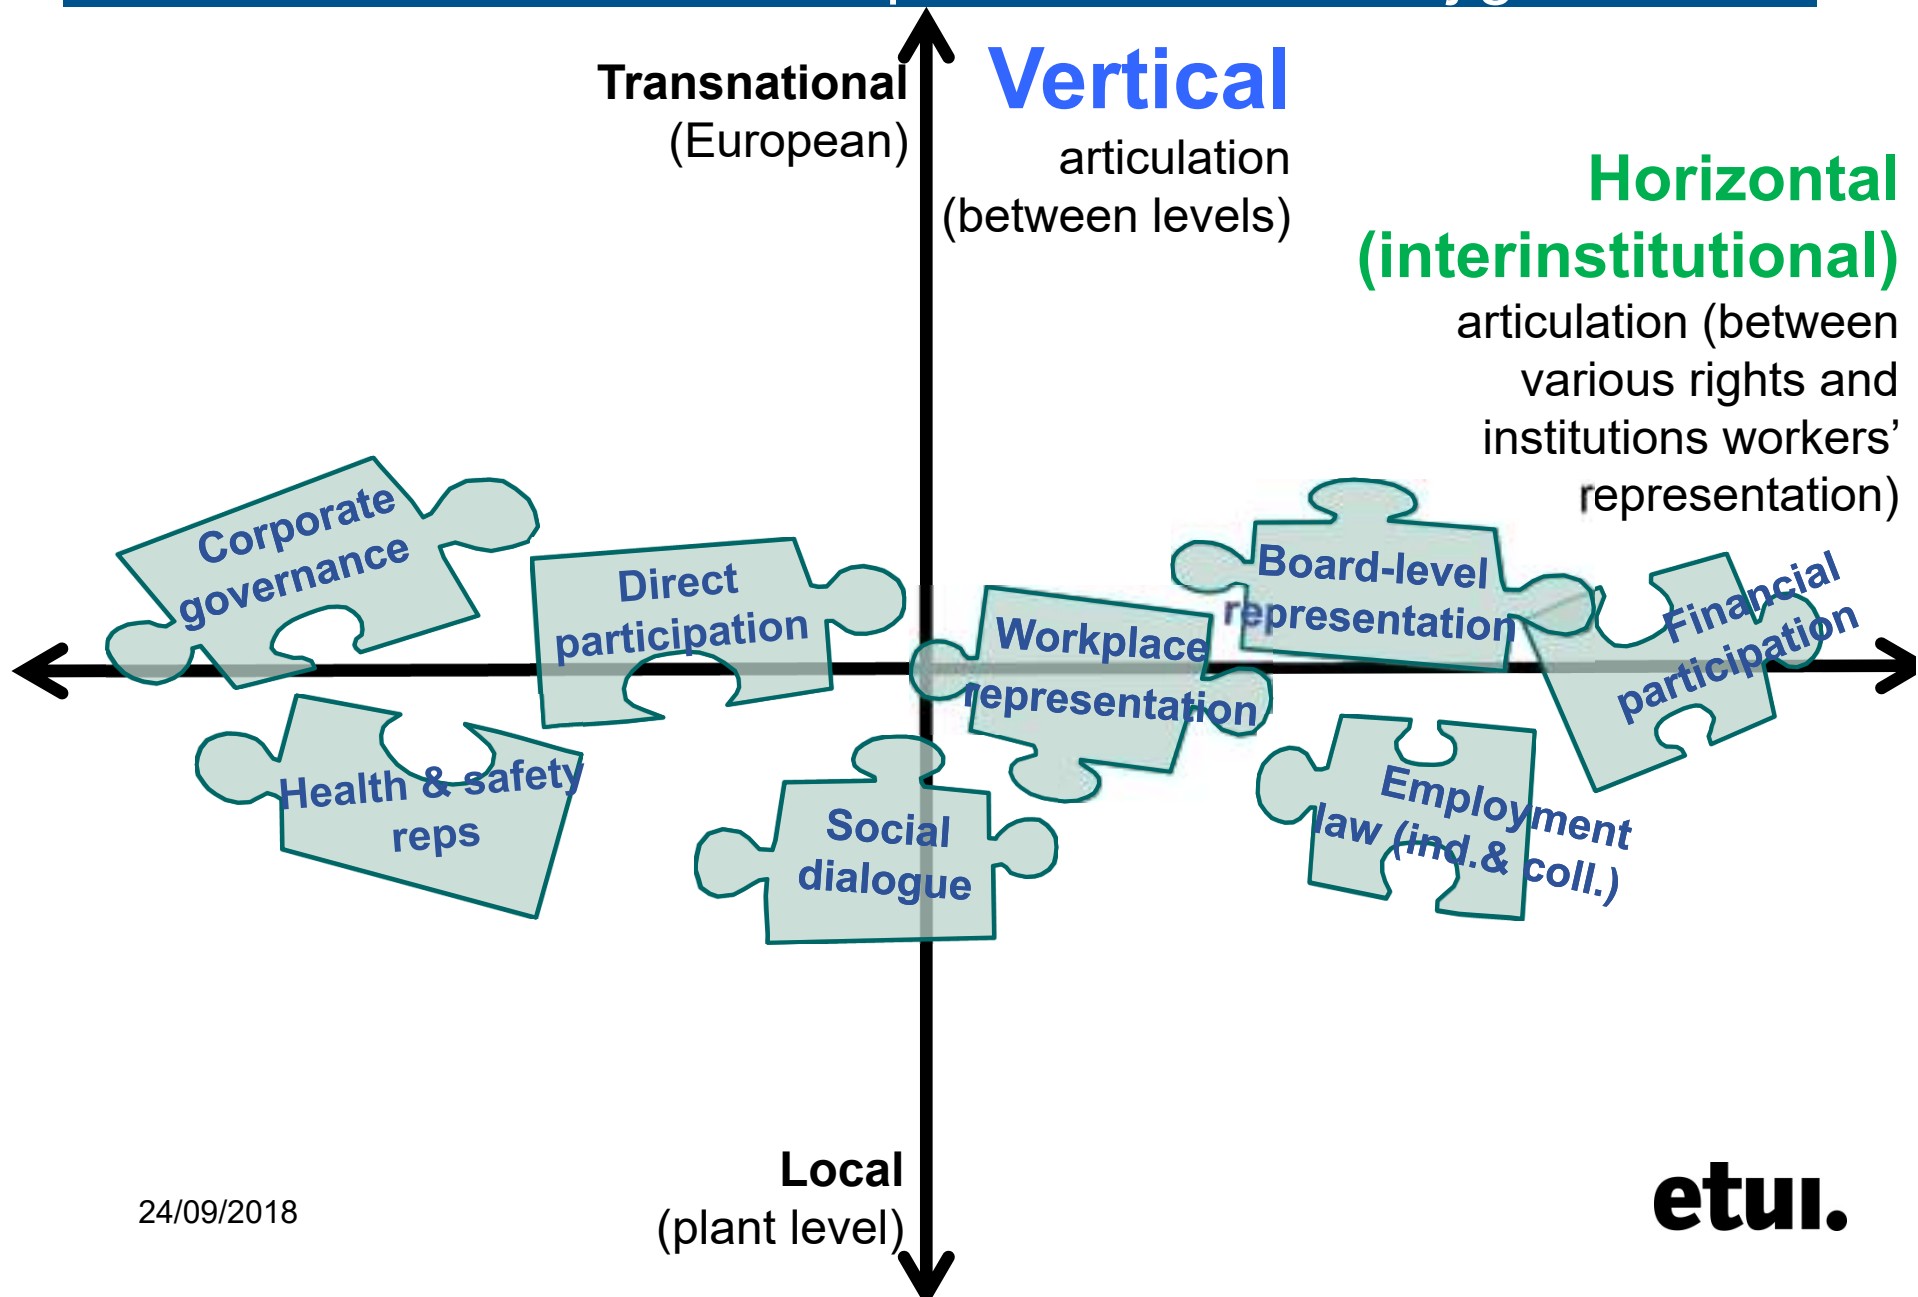 Transnational
(European)
Vertical
articulation
(between levels)
Horizontal
(interinstitutional)
articulation (between
various rights and
institutions workers’
representation)
Corporate
governance
Direct
participation
Workplace
representation
Board-level
representation
Financial
participation
Health & safety
reps
Social
dialogue
Employment
law (ind.& coll.)
Local
(plant level)
24/09/2018
etui.